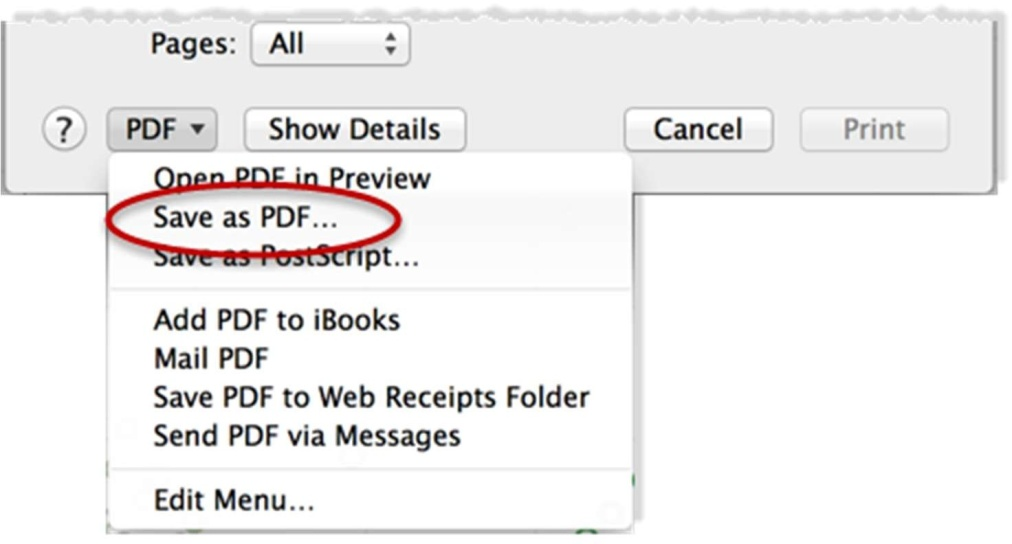 Pages: All
? PDF Show Details Cancel Print
Open PDF in Preview
Save as PDF...
Save as PostScript...
Add PDF to iBooks
Mail PDF
Save PDF to Web Receipts Folder
Send PDF via Messages
Edit Menu...